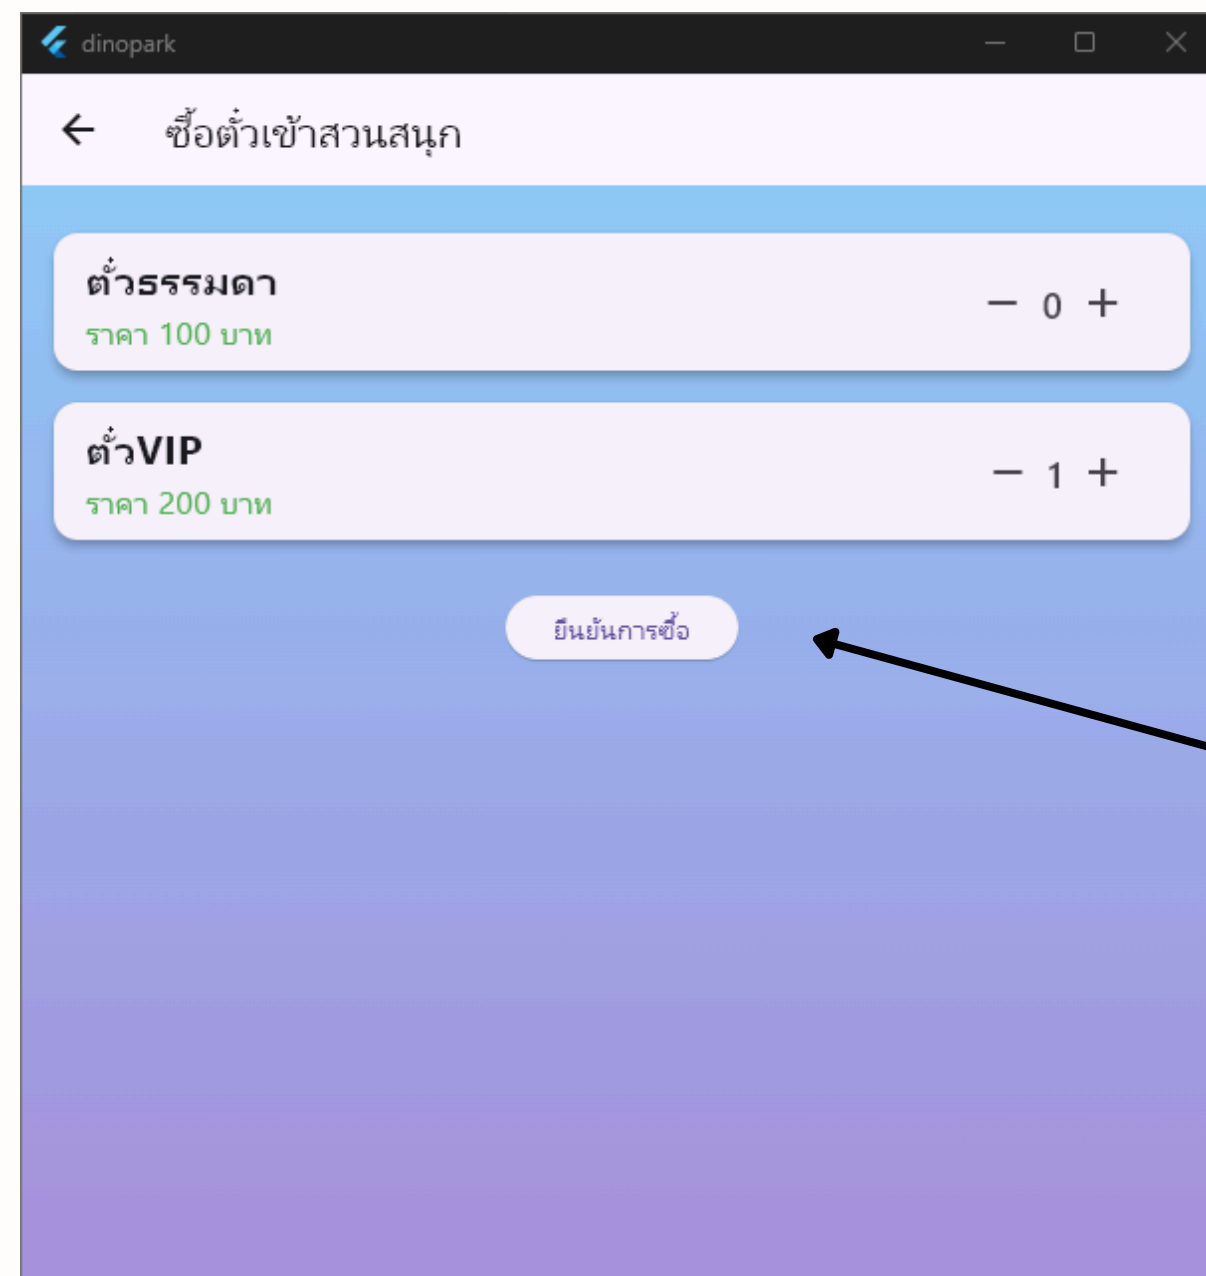 dinopark
ซื้อตั๋วเข้าสวนสนุก
ตั๋วธรรมดา
ราคา 100 บาท
− 0 +
ตั๋วVIP
ราคา 200 บาท
− 1 +
ยืนยันการซื้อ